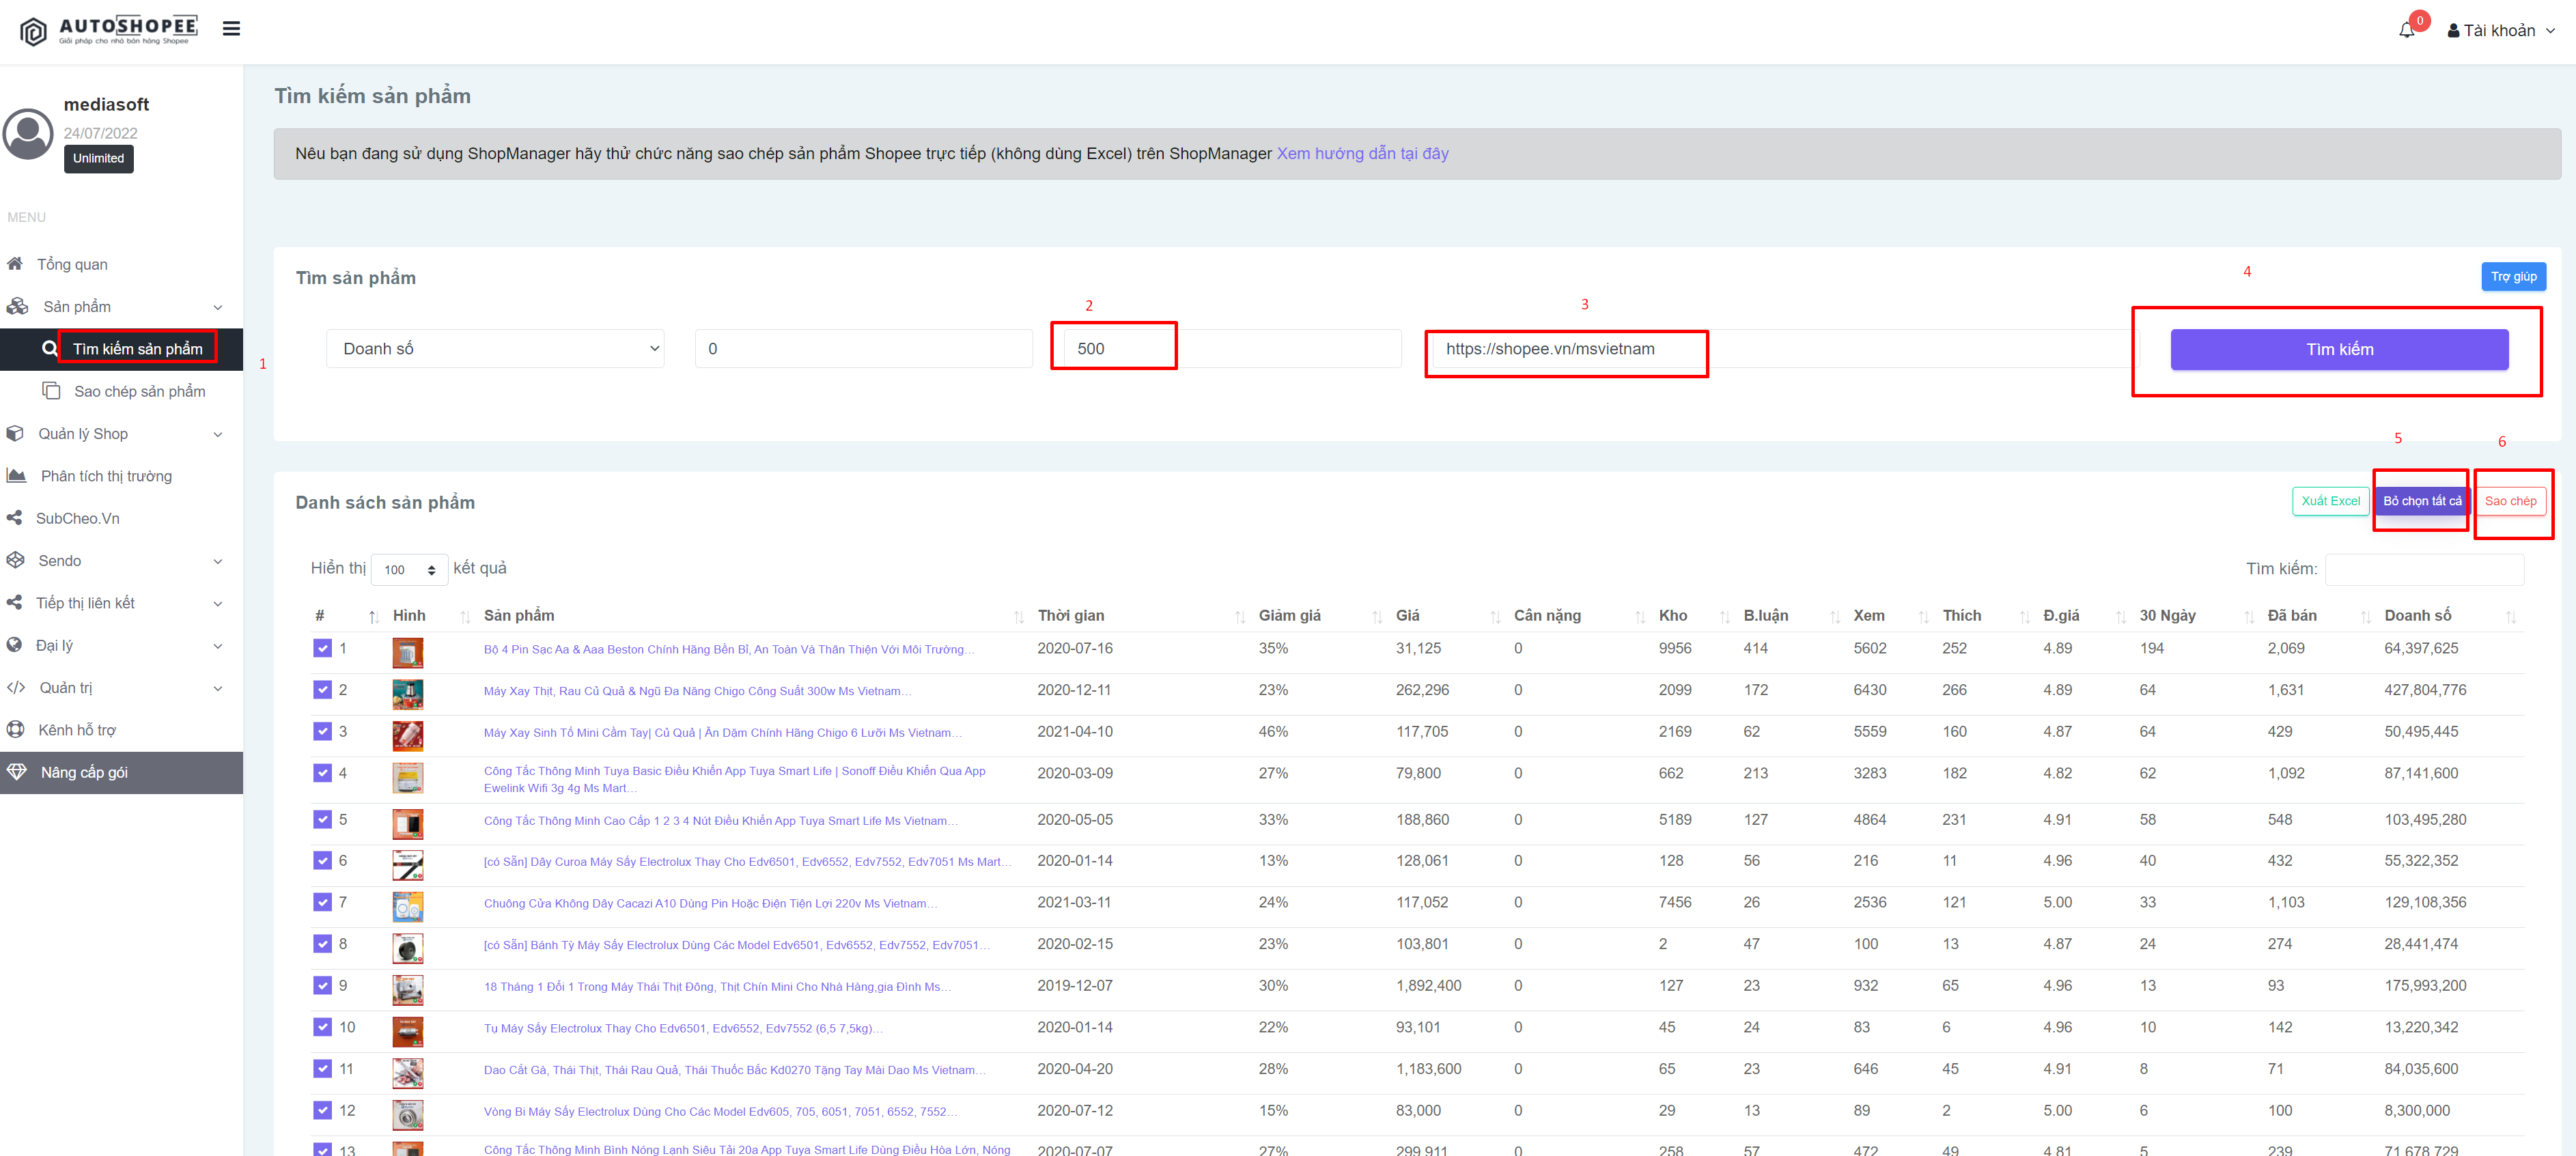 AUTOSHOPEE
Giải pháp cho nhà bán hàng Shopee
0
Tài khoản
mediasoft
24/07/2022
Unlimited
MENU
Tổng quan
Sản phẩm
Tìm kiếm sản phẩm
1
Sao chép sản phẩm
Quản lý Shop
Phân tích thị trường
SubCheo.Vn
Sendo
Tiếp thị liên kết
Đại lý
Quản trị
Kênh hỗ trợ
Nâng cấp gói
Tìm kiếm sản phẩm
Nêu bạn đang sử dụng ShopManager hãy thử chức năng sao chép sản phẩm Shopee trực tiếp (không dùng Excel) trên ShopManager Xem hướng dẫn tại đây
Tìm sản phẩm
4
Trợ giúp
2
3
Doanh số
0
500
https://shopee.vn/msvietnam
Tìm kiếm
5
6
Danh sách sản phẩm
Xuất Excel
Bỏ chọn tất cả
Sao chép
Hiển thị 100 kết quả
Tìm kiếm:
# Hình Sản phẩm Thời gian Giảm giá Giá Cân nặng Kho B.luận Xem Thích Đ.giá 30 Ngày Đã bán Doanh số
1 Bộ 4 Pin Sạc Aa & Aaa Beston Chính Hãng Bền Bỉ, An Toàn Và Thân Thiện Với Môi Trường… 2020-07-16 35% 31,125 0 9956 414 5602 252 4.89 194 2,069 64,397,625
2 Máy Xay Thịt, Rau Củ Quả & Ngũ Đa Năng Chigo Công Suất 300w Ms Vietnam… 2020-12-11 23% 262,296 0 2099 172 6430 266 4.89 64 1,631 427,804,776
3 Máy Xay Sinh Tố Mini Cầm Tay| Củ Quả | Ăn Dặm Chính Hãng Chigo 6 Lưỡi Ms Vietnam… 2021-04-10 46% 117,705 0 2169 62 5559 160 4.87 64 429 50,495,445
4 Công Tắc Thông Minh Tuya Basic Điều Khiển App Tuya Smart Life | Sonoff Điều Khiển Qua App 2020-03-09 27% 79,800 0 662 213 3283 182 4.82 62 1,092 87,141,600
Ewelink Wifi 3g 4g Ms Mart…
5 Công Tắc Thông Minh Cao Cấp 1 2 3 4 Nút Điều Khiển App Tuya Smart Life Ms Vietnam… 2020-05-05 33% 188,860 0 5189 127 4864 231 4.91 58 548 103,495,280
6 [có Sẵn] Dây Curoa Máy Sấy Electrolux Thay Cho Edv6501, Edv6552, Edv7552, Edv7051 Ms Mart… 2020-01-14 13% 128,061 0 128 56 216 11 4.96 40 432 55,322,352
7 Chuông Cửa Không Dây Cacazi A10 Dùng Pin Hoặc Điện Tiện Lợi 220v Ms Vietnam… 2021-03-11 24% 117,052 0 7456 26 2536 121 5.00 33 1,103 129,108,356
8 [có Sẵn] Bánh Tỳ Máy Sấy Electrolux Dùng Các Model Edv6501, Edv6552, Edv7552, Edv7051… 2020-02-15 23% 103,801 0 2 47 100 13 4.87 24 274 28,441,474
9 18 Tháng 1 Đổi 1 Trong Máy Thái Thịt Đông, Thịt Chín Mini Cho Nhà Hàng,gia Đình Ms… 2019-12-07 30% 1,892,400 0 127 23 932 65 4.96 13 93 175,993,200
10 Tụ Máy Sấy Electrolux Thay Cho Edv6501, Edv6552, Edv7552 (6,5 7,5kg)… 2020-01-14 22% 93,101 0 45 24 83 6 4.96 10 142 13,220,342
11 Dao Cắt Gà, Thái Thịt, Thái Rau Quả, Thái Thuốc Bắc Kd0270 Tặng Tay Mài Dao Ms Vietnam… 2020-04-20 28% 1,183,600 0 65 23 646 45 4.91 8 71 84,035,600
12 Vòng Bi Máy Sấy Electrolux Dùng Cho Các Model Edv605, 705, 6051, 7051, 6552, 7552… 2020-07-12 15% 83,000 0 29 13 89 2 5.00 6 100 8,300,000
13 Công Tắc Thông Minh Bình Nóng Lạnh Siêu Tải 20a App Tuya Smart Life Dùng Điều Hòa Lớn, Nóng 2020-07-07 27% 299,911 0 258 57 472 49 4.81 5 239 71,678,729